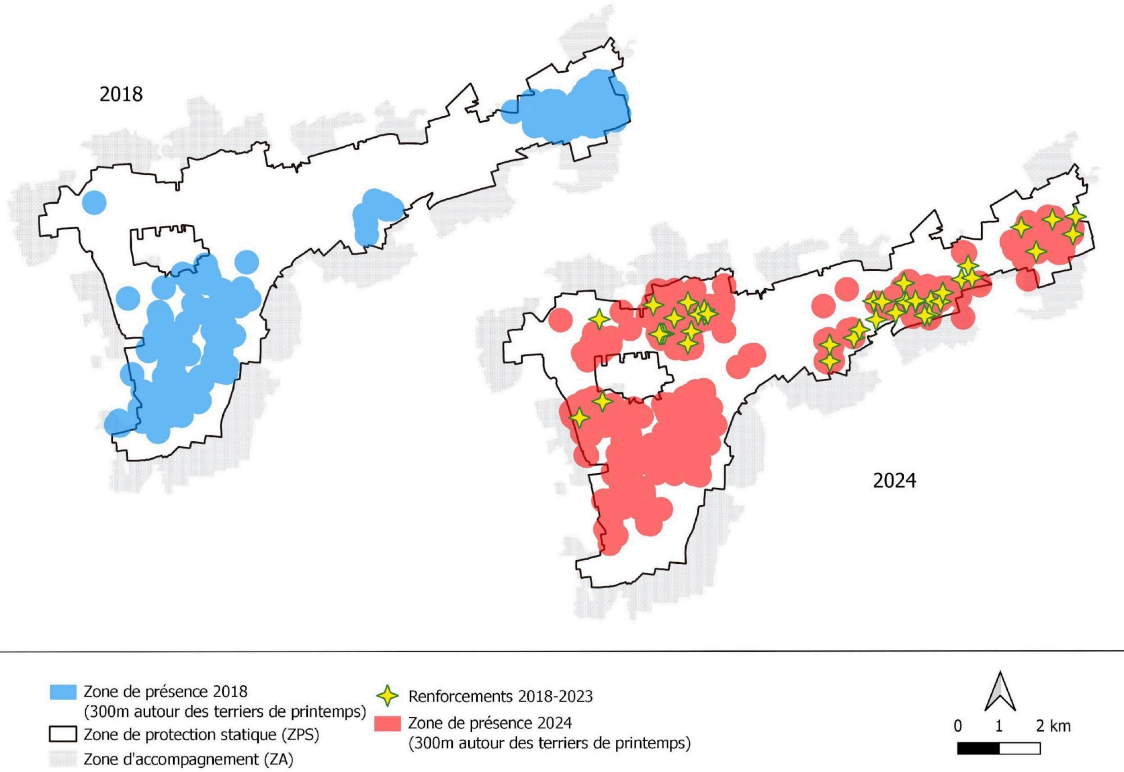 2018
2024
Zone de présence 2018
(300m autour des terriers de printemps)
Zone de protection statique (ZPS)
Zone d'accompagnement (ZA)
Renforcements 2018-2023
Zone de présence 2024
(300m autour des terriers de printemps)
0 1 2 km